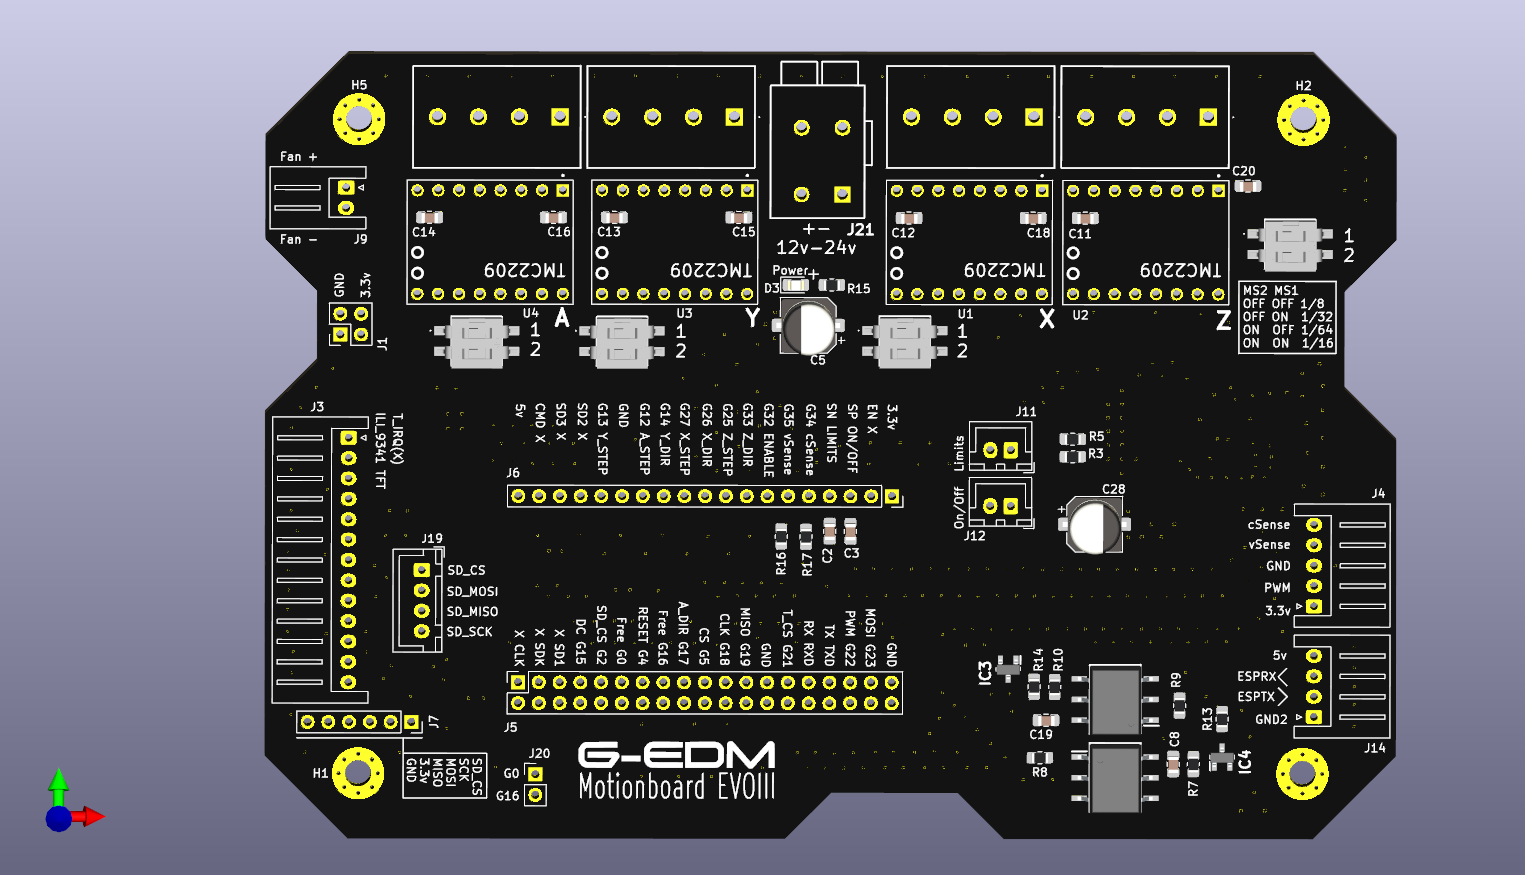 H5
H2
Fan +
Fan -
J9
C14
C16
TMC2209
C13
C15
TMC2209
+-
J21
12v-24v
Power
+
D3
R15
C5
+
C12
C18
TMC2209
C11
TMC2209
C20
1
2
MS2 MS1
OFF OFF 1/8
OFF ON 1/32
ON OFF 1/64
ON ON 1/16
GND
3.3v
J1
U4
A
1
2
U3
Y
1
2
U1
X
1
2
U2
Z
J3
T_IRQ(X)
ILI_9341 TFT
5v
CMD X
SD3 X
SD2 X
G13 Y_STEP
GND
G12 A_STEP
G14 Y_DIR
G27 X_STEP
G26 X_DIR
G25 Z_STEP
G33 Z_DIR
G32 ENABLE
G35 vSense
G34 cSense
SN LIMITS
SP ON/OFF
EN X
3.3v
J6
J11
Limits
On/Off
J12
R5
R3
C28
+
R16
R17
C2
C3
J4
cSense
vSense
GND
PWM
3.3v
J19
SD_CS
SD_MOSI
SD_MISO
SD_SCK
X CLK
X SDK
X SD1
DC G15
SD_CS G2
Free G0
RESET G4
Free G16
A_DIR G17
CS G5
CLK G18
MISO G19
GND
T_CS G21
RX RXD
TX TXD
PWM G22
MOSI G23
GND
J5
5v
ESPRX
ESPTX
GND2
J14
IC3
R14
R10
R9
R13
C19
R8
C8
R7
IC4
J7
H1
SD_CS
SCK
MOSI
MISO
3.3v
GND
J20
G0
G16
G-EDM
Motionboard EVOIII